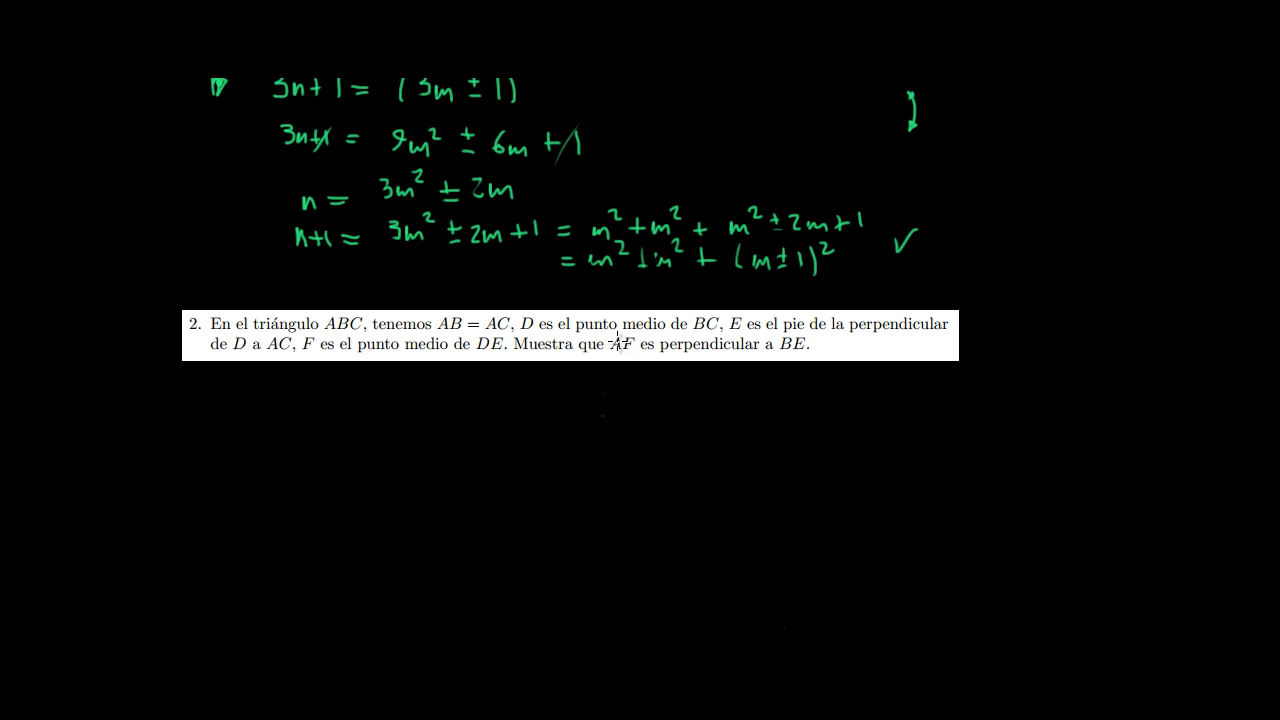 3n+1 = (3m ± 1)
3n+1 = 9m² ± 6m + 1
n = 3m² ± 2m
n+1 = 3m² ± 2m + 1 = m² + m² + m² ± 2m + 1
= m² + m² + (m ± 1)² ✓
2. En el triángulo ABC, tenemos AB = AC, D es el punto medio de BC, E es el pie de la perpendicular
de D a AC, F es el punto medio de DE. Muestra que AF es perpendicular a BE.